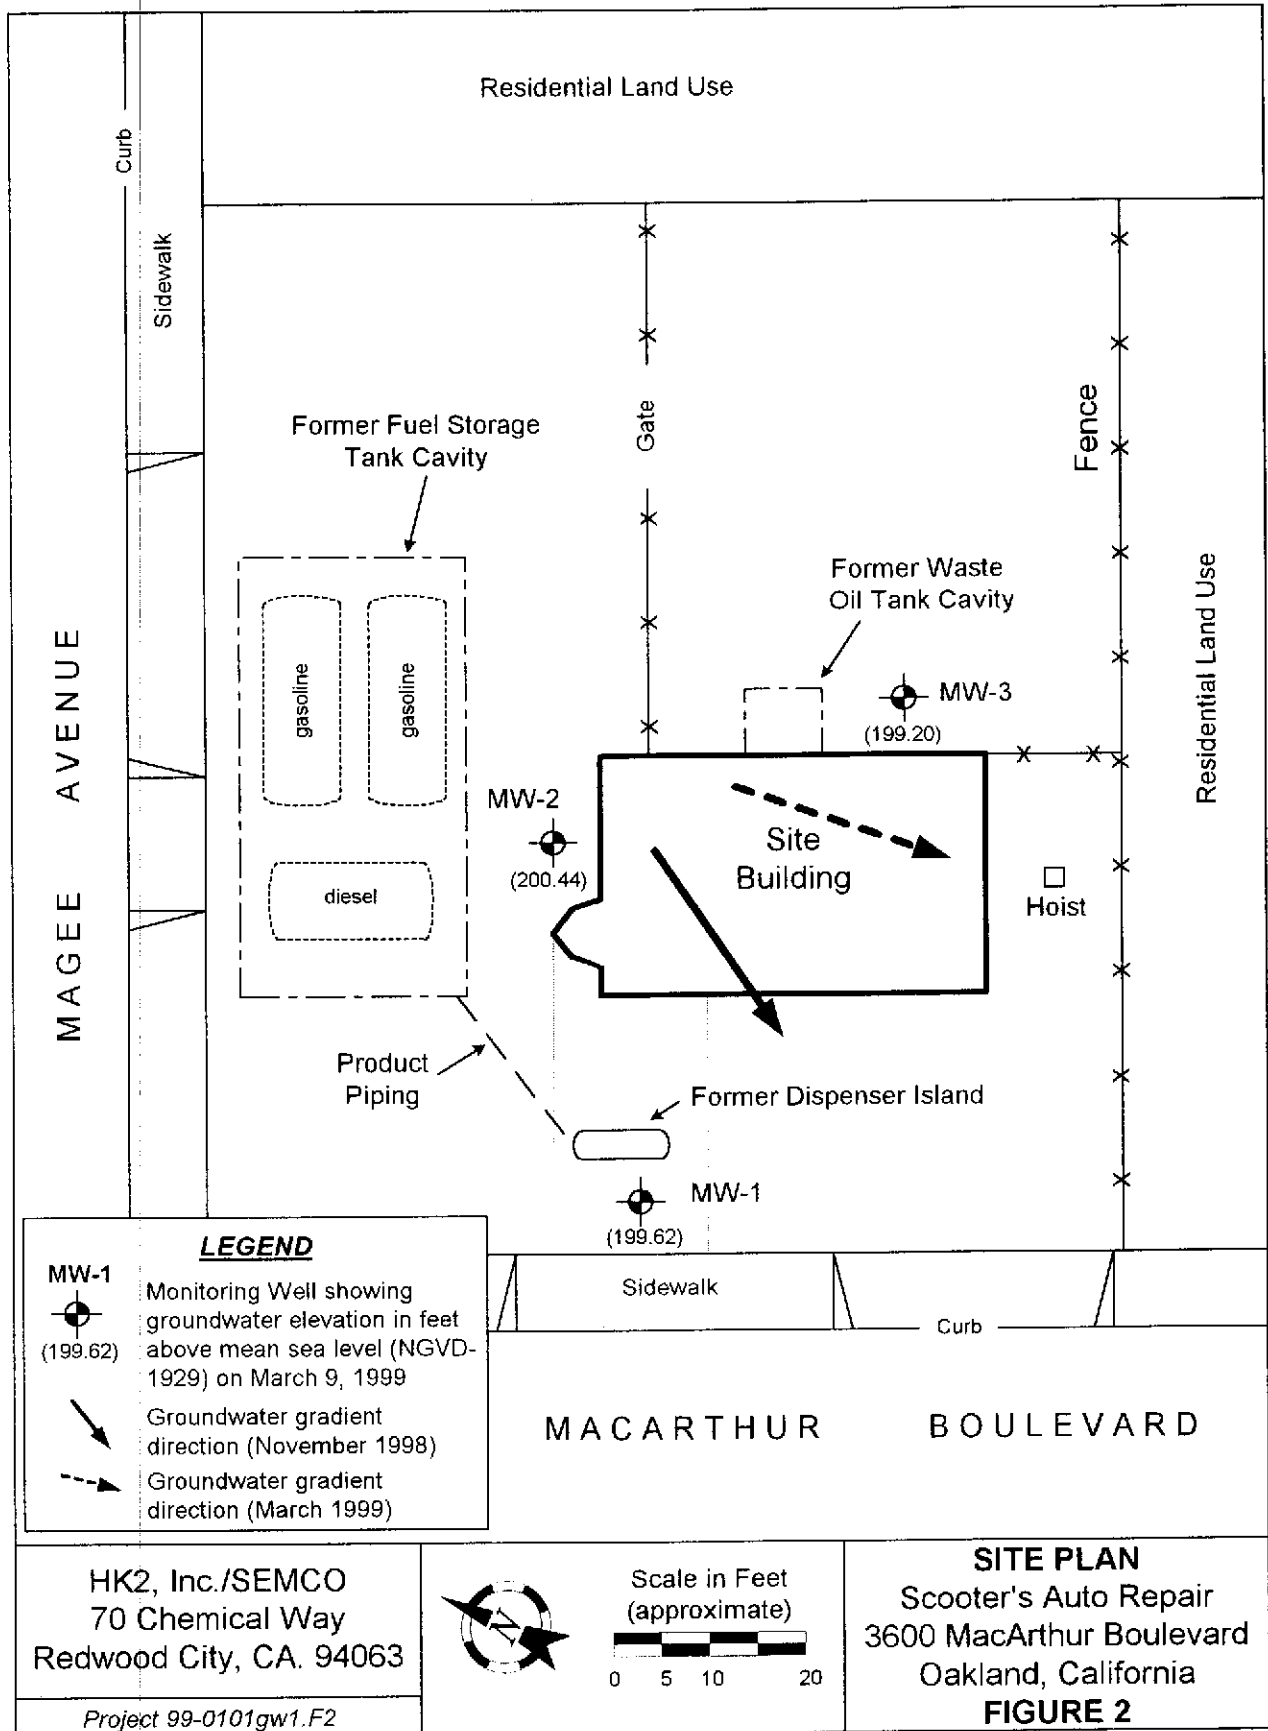 Residential Land Use
Curb
Sidewalk
Former Fuel Storage
Tank Cavity
Gate
Fence
Former Waste
Oil Tank Cavity
Residential Land Use
gasoline
gasoline
MW-3
(199.20)
MAGEE AVENUE
MW-2
(200.44)
Site
Building
diesel
Hoist
Product
Piping
Former Dispenser Island
MW-1
(199.62)
Sidewalk
Curb
MACARTHUR BOULEVARD
LEGEND
MW-1
(199.62)
Monitoring Well showing
groundwater elevation in feet
above mean sea level (NGVD-
1929) on March 9, 1999
Groundwater gradient
direction (November 1998)
Groundwater gradient
direction (March 1999)
HK2, Inc./SEMCO
70 Chemical Way
Redwood City, CA. 94063
Project 99-0101gw1.F2
N
Scale in Feet
(approximate)
0 5 10 20
SITE PLAN
Scooter's Auto Repair
3600 MacArthur Boulevard
Oakland, California
FIGURE 2